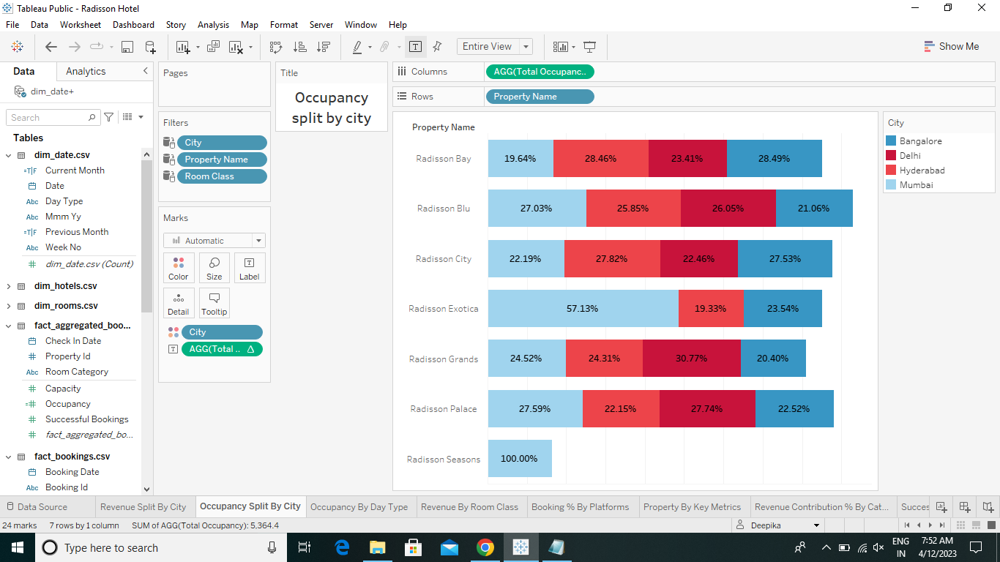 Tableau Public - Radisson Hotel
File Data Worksheet Dashboard Story Analysis Map Format Server Window Help
Entire View
Show Me
Data Analytics
dim_date+
Search
Tables
dim_date.csv
=T|F Current Month
Date
Abc Day Type
Abc Mmm Yy
=T|F Previous Month
Abc Week No
dim_date.csv (Count)
dim_hotels.csv
dim_rooms.csv
fact_aggregated_boo...
Check In Date
Property Id
Abc Room Category
Capacity
Occupancy
Successful Bookings
fact_aggregated_bo...
fact_bookings.csv
Booking Date
Abc Booking Id
Pages
Filters
City
Property Name
Room Class
Marks
Automatic
Color Size Label
Detail Tooltip
City
AGG(Total ..
Title
Occupancy
split by city
Columns AGG(Total Occupanc..
Rows Property Name
Property Name
Radisson Bay 19.64% 28.46% 23.41% 28.49%
Radisson Blu 27.03% 25.85% 26.05% 21.06%
Radisson City 22.19% 27.82% 22.46% 27.53%
Radisson Exotica 57.13% 19.33% 23.54%
Radisson Grands 24.52% 24.31% 30.77% 20.40%
Radisson Palace 27.59% 22.15% 27.74% 22.52%
Radisson Seasons 100.00%
City
Bangalore
Delhi
Hyderabad
Mumbai
Data Source Revenue Split By City Occupancy Split By City Occupancy By Day Type Revenue By Room Class Booking % By Platforms Property By Key Metrics Revenue Contribution % By Cat... Succes
24 marks 7 rows by 1 column SUM of AGG(Total Occupancy): 5,364.4
Deepika
Type here to search
ENG
IN
7:52 AM
4/12/2023